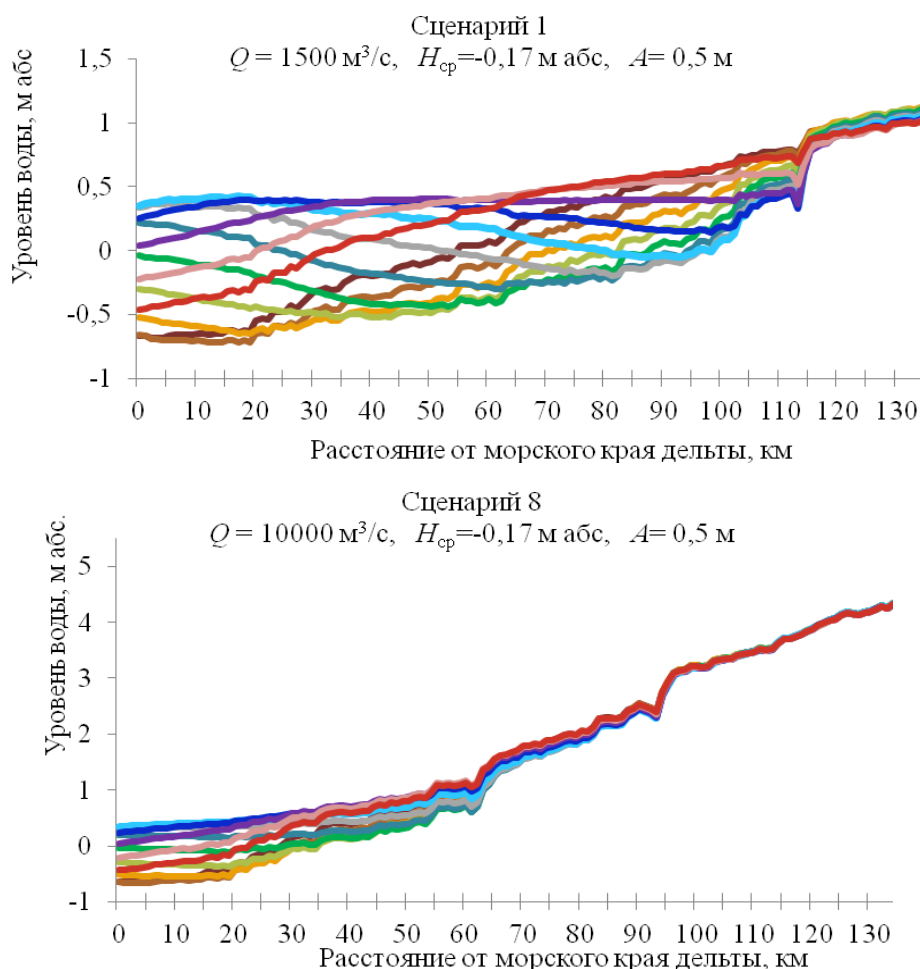 Сценарий 1
Q = 1500 м³/с, Hср=-0,17 м абс, A= 0,5 м
Уровень воды, м абс
1,5
1
0,5
0
-0,5
-1
0 10 20 30 40 50 60 70 80 90 100 110 120 130
Расстояние от морского края дельты, км
Сценарий 8
Q = 10000 м³/с, Hср=-0,17 м абс, A= 0,5 м
Уровень воды, м абс.
5
4
3
2
1
0
-1
0 10 20 30 40 50 60 70 80 90 100 110 120 130
Расстояние от морского края дельты, км